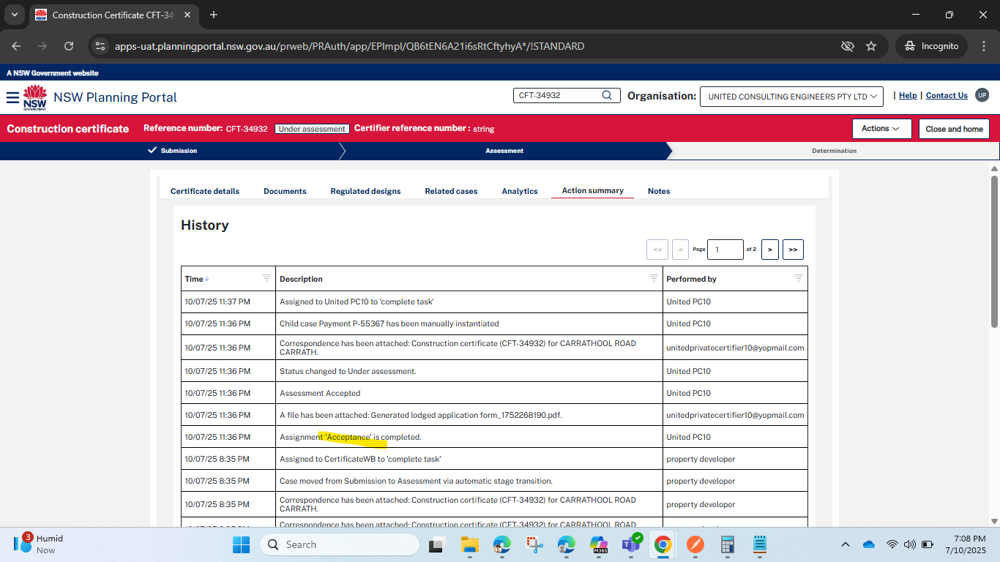 Construction Certificate CFT-34
apps-uat.planningportal.nsw.gov.au/prweb/PRAuth/app/EPImpl/QB6tEN6A21i6sRtCftyhyA*/!STANDARD
Incognito
A NSW Government website
NSW
GOVERNMENT
NSW Planning Portal
CFT-34932
Organisation:
UNITED CONSULTING ENGINEERS PTY LTD
| Help | Contact Us
UP
Construction certificate
Reference number: CFT-34932
Under assessment
Certifier reference number : string
Actions
Close and home
Submission
Assessment
Determination
Certificate details
Documents
Regulated designs
Related cases
Analytics
Action summary
Notes
History
<< < Page 1 of 2 > >>
Time Description Performed by
10/07/25 11:37 PM Assigned to United PC10 to 'complete task' United PC10
10/07/25 11:36 PM Child case Payment P-55367 has been manually instantiated United PC10
10/07/25 11:36 PM Correspondence has been attached: Construction certificate (CFT-34932) for CARRATHOOL ROAD
CARRATH. unitedprivatecertifier10@yopmail.com
10/07/25 11:36 PM Status changed to Under assessment. United PC10
10/07/25 11:36 PM Assessment Accepted United PC10
10/07/25 11:36 PM A file has been attached: Generated lodged application form_1752268190.pdf. unitedprivatecertifier10@yopmail.com
10/07/25 11:36 PM Assignment 'Acceptance' is completed. United PC10
10/07/25 8:35 PM Assigned to CertificateWB to 'complete task' property developer
10/07/25 8:35 PM Case moved from Submission to Assessment via automatic stage transition. property developer
10/07/25 8:35 PM Correspondence has been attached: Construction certificate (CFT-34932) for CARRATHOOL ROAD
CARRATH. property developer
Correspondence has been attached: Construction certificate (CFT-34932) for CARRATHOOL ROAD
3
Humid
Now
Search
M365
7:08 PM
7/10/2025